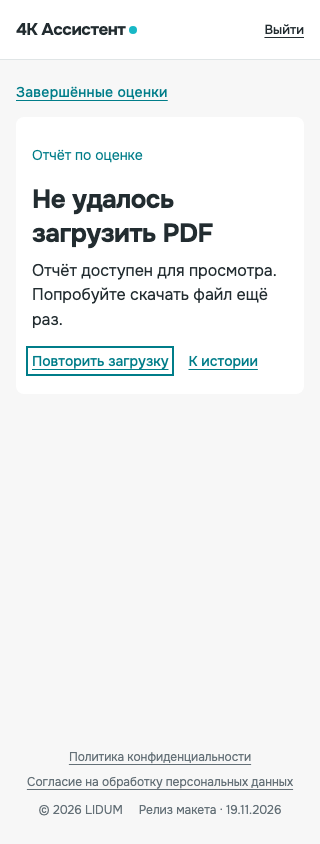 4К Ассистент
Выйти
Завершённые оценки
Отчёт по оценке
Не удалось
загрузить PDF
Отчёт доступен для просмотра.
Попробуйте скачать файл ещё
раз.
Повторить загрузку К истории
Политика конфиденциальности
Согласие на обработку персональных данных
© 2026 LIDUM Релиз макета · 19.11.2026